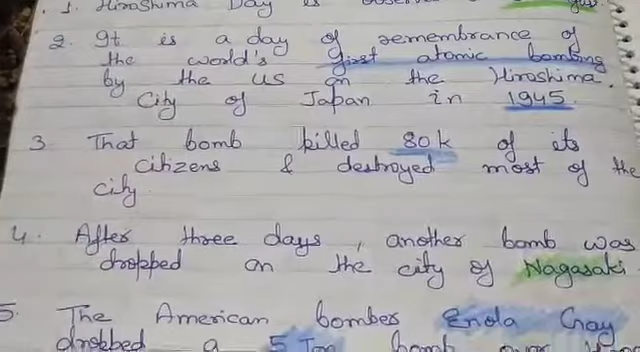 1. Hiroshima Day is
2. It is a day of remembrance of
the world's first atomic bombing
by the US on the Hiroshima.
City of Japan in 1945.
3 That bomb killed 80k of its
citizens & destroyed most of the
city.
4. After three days, another bomb was
dropped on the city of Nagasaki
5. The American bomber Enola Gay
dropped a 5 Ton bomb over